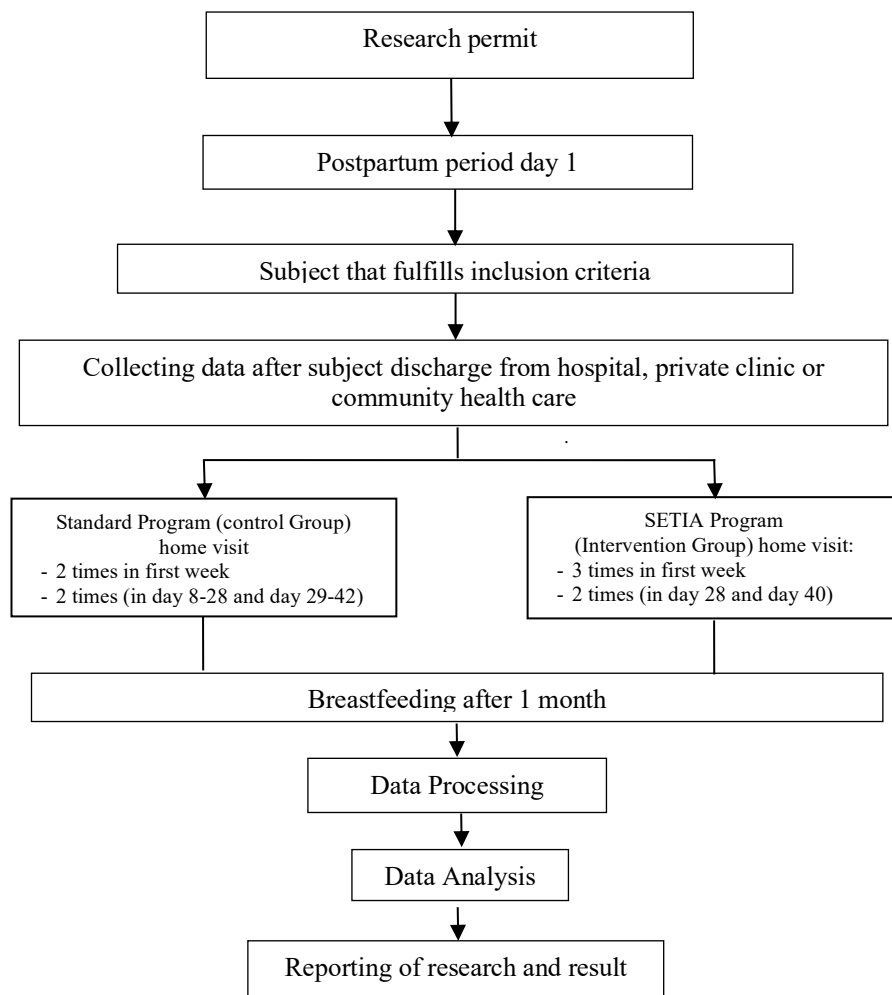 Research permit
Postpartum period day 1
Subject that fulfills inclusion criteria
Collecting data after subject discharge from hospital, private clinic or
community health care
.
Standard Program (control Group)
home visit
- 2 times in first week
- 2 times (in day 8-28 and day 29-42)
SETIA Program
(Intervention Group) home visit:
- 3 times in first week
- 2 times (in day 28 and day 40)
Breastfeeding after 1 month
Data Processing
Data Analysis
Reporting of research and result